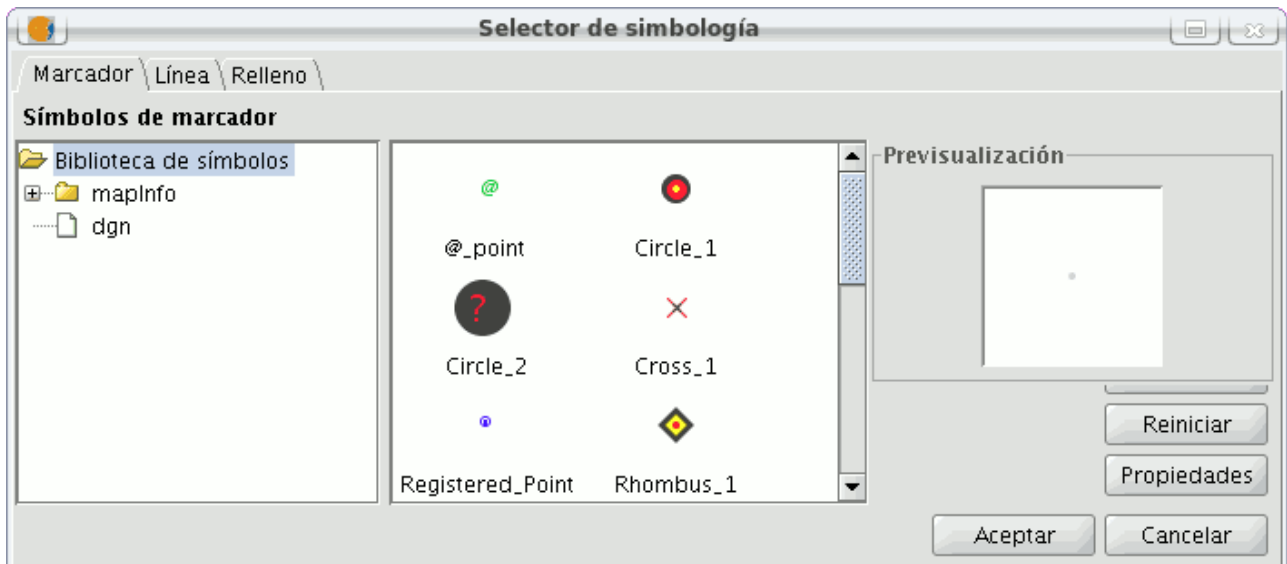 Selector de simbología
Marcador Línea Relleno
Símbolos de marcador
Biblioteca de símbolos
mapInfo
dgn
@
@_point
Circle_1
?
Circle_2
Cross_1
Registered_Point
Rhombus_1
Previsualización
Reiniciar
Propiedades
Aceptar
Cancelar